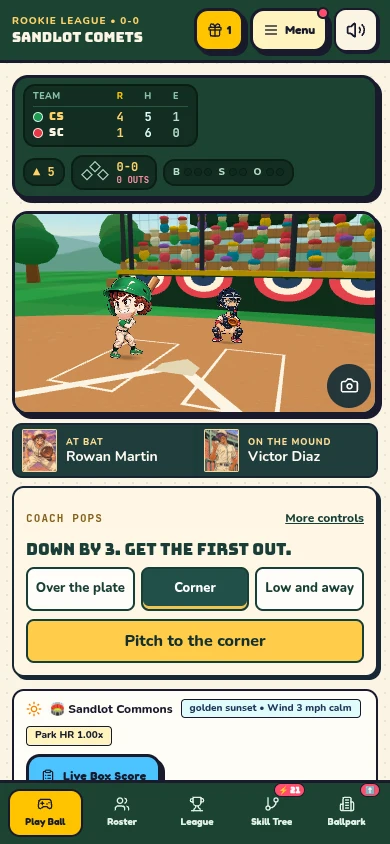 ROOKIE LEAGUE • 0-0
SANDLOT COMETS
1
Menu
TEAM R H E
CS 4 5 1
SC 1 6 0
▲ 5
0-0
0 OUTS
B S O
AT BAT
Rowan Martin
ON THE MOUND
Victor Diaz
COACH POPS
More controls
DOWN BY 3. GET THE FIRST OUT.
Over the plate
Corner
Low and away
Pitch to the corner
Sandlot Commons
golden sunset • Wind 3 mph calm
Park HR 1.00x
Live Box Score
Play Ball
Roster
League
⚡21
Skill Tree
Ballpark